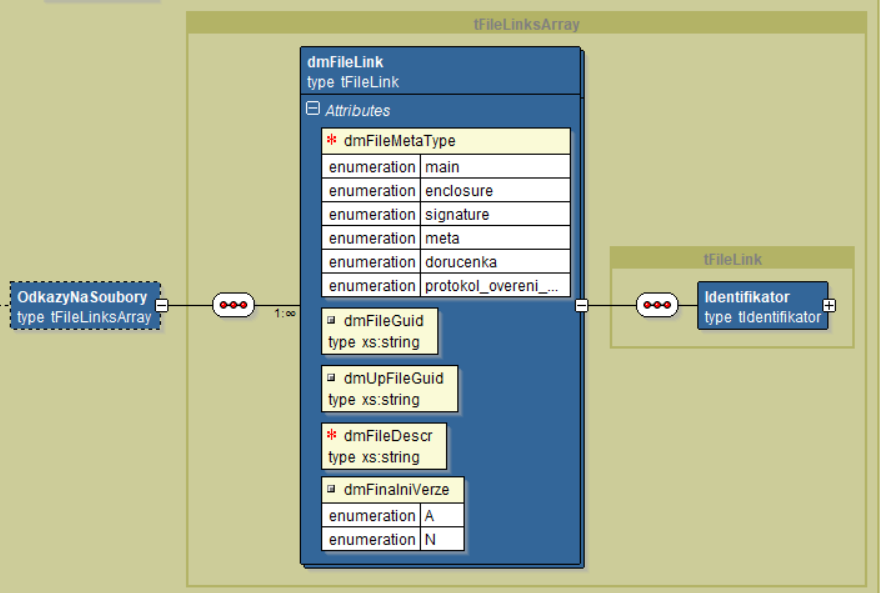 tFileLinksArray
dmFileLink
type tFileLink
Attributes
* dmFileMetaType
enumeration main
enumeration enclosure
enumeration signature
enumeration meta
enumeration dorucenka
enumeration protokol_overeni_...
tFileLink
OdkazyNaSoubory
type tFileLinksArray
1:∞
Identifikator
type tIdentifikator
dmFileGuid
type xs:string
dmUpFileGuid
type xs:string
* dmFileDescr
type xs:string
dmFinalniVerze
enumeration A
enumeration N